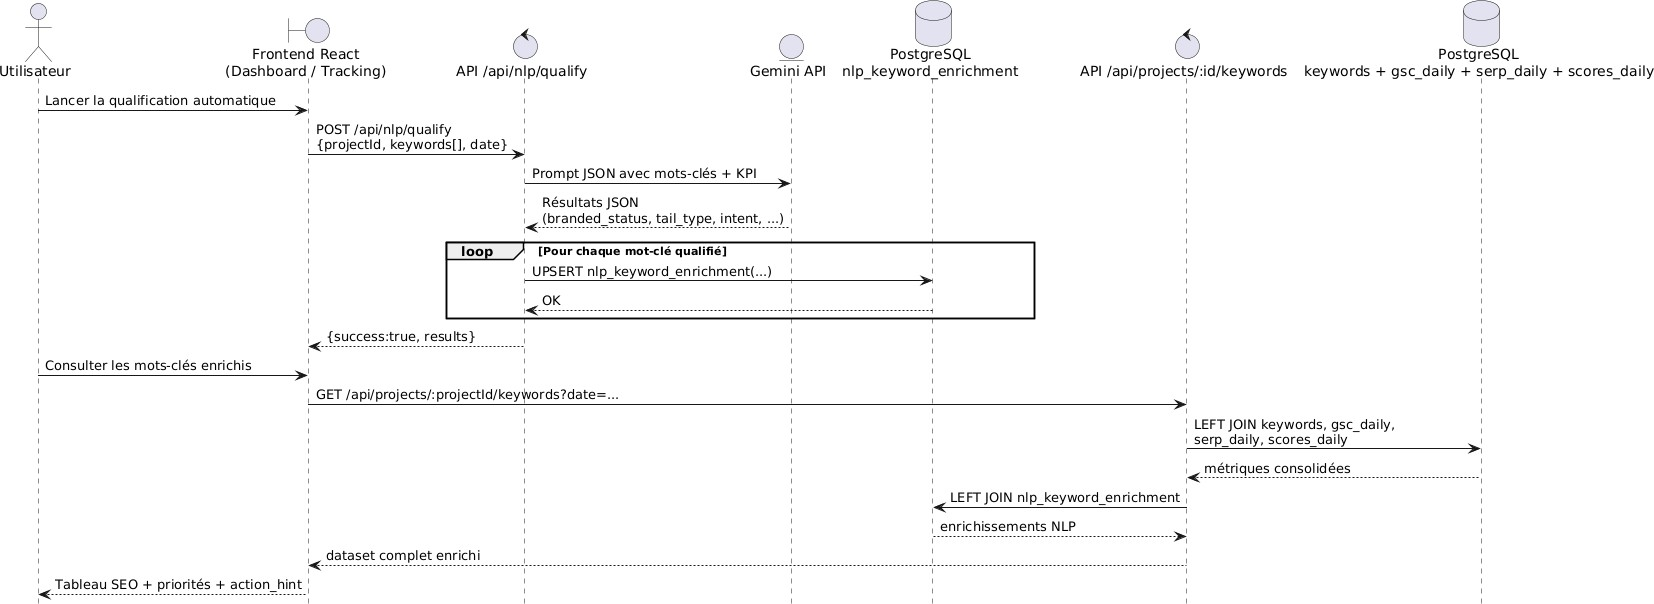 Utilisateur
Frontend React
(Dashboard / Tracking)
API /api/nlp/qualify
Gemini API
PostgreSQL
nlp_keyword_enrichment
API /api/projects/:id/keywords
PostgreSQL
keywords + gsc_daily + serp_daily + scores_daily
Lancer la qualification automatique
POST /api/nlp/qualify
{projectId, keywords[], date}
Prompt JSON avec mots-clés + KPI
Résultats JSON
(branded_status, tail_type, intent, ...)
loop
[Pour chaque mot-clé qualifié]
UPSERT nlp_keyword_enrichment(...)
OK
{success:true, results}
Consulter les mots-clés enrichis
GET /api/projects/:projectId/keywords?date=...
LEFT JOIN keywords, gsc_daily,
serp_daily, scores_daily
métriques consolidées
LEFT JOIN nlp_keyword_enrichment
enrichissements NLP
dataset complet enrichi
Tableau SEO + priorités + action_hint